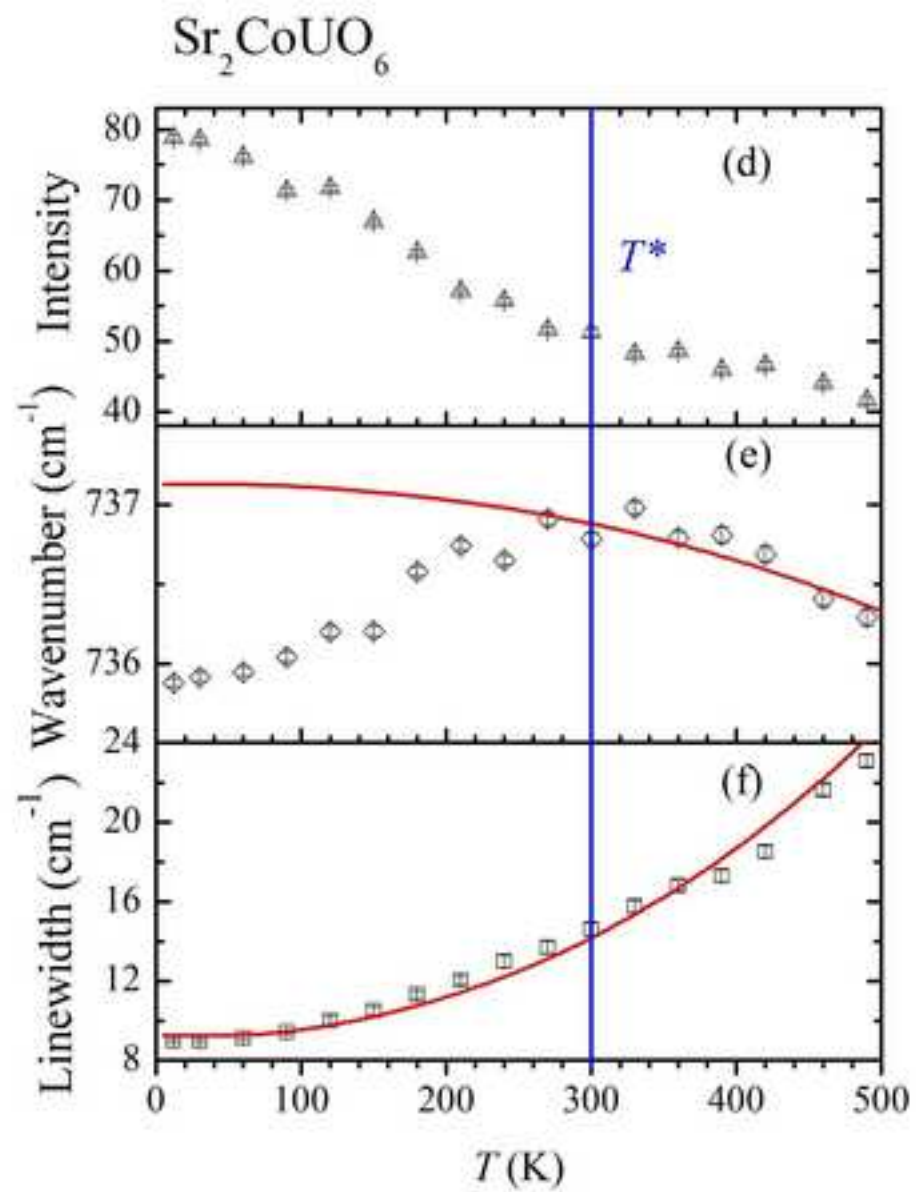 Sr₂CoUO₆
(d)
Intensity
80
70
60
50
40
T*
(e)
Wavenumber (cm⁻¹)
737
736
(f)
Linewidth (cm⁻¹)
24
20
16
12
8
0 100 200 300 400 500
T (K)